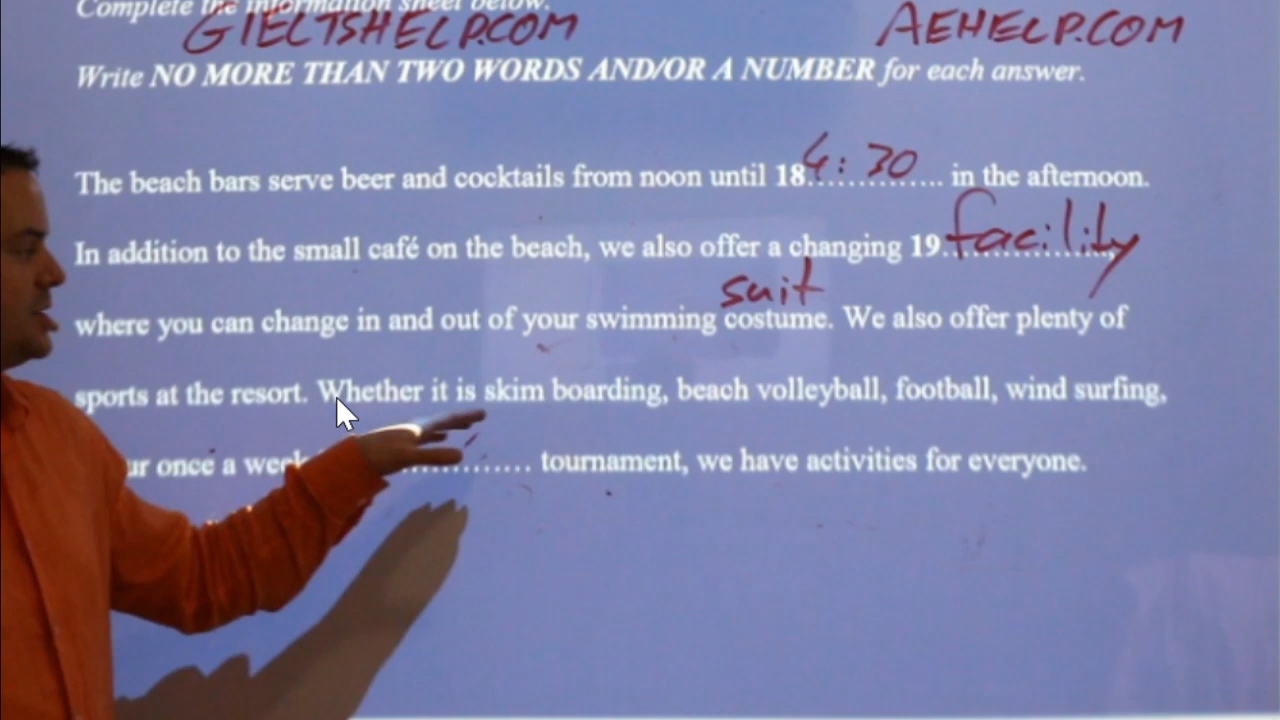 Complete the information sheet below.
GIELTSHELP.COM
AEHELP.COM
Write NO MORE THAN TWO WORDS AND/OR A NUMBER for each answer.
4:30
The beach bars serve beer and cocktails from noon until 18.............. in the afternoon.
facility
In addition to the small café on the beach, we also offer a changing 19..................
suit
where you can change in and out of your swimming costume. We also offer plenty of
sports at the resort. Whether it is skim boarding, beach volleyball, football, wind surfing,
once a week ............ tournament, we have activities for everyone.